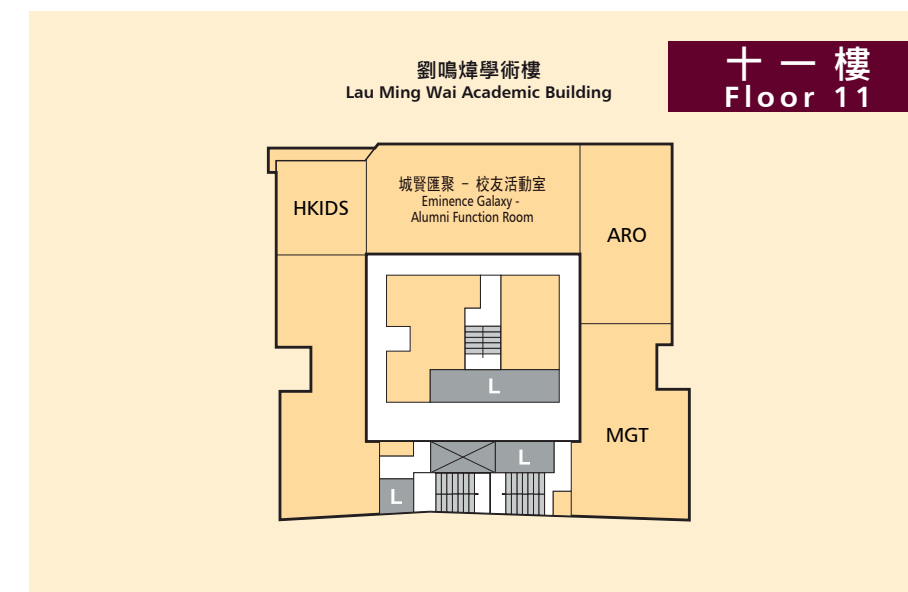 劉鳴煒學術樓
Lau Ming Wai Academic Building
十一樓
Floor 11
城賢匯聚 - 校友活動室
Eminence Galaxy -
Alumni Function Room
HKIDS
ARO
L
MGT
L
L